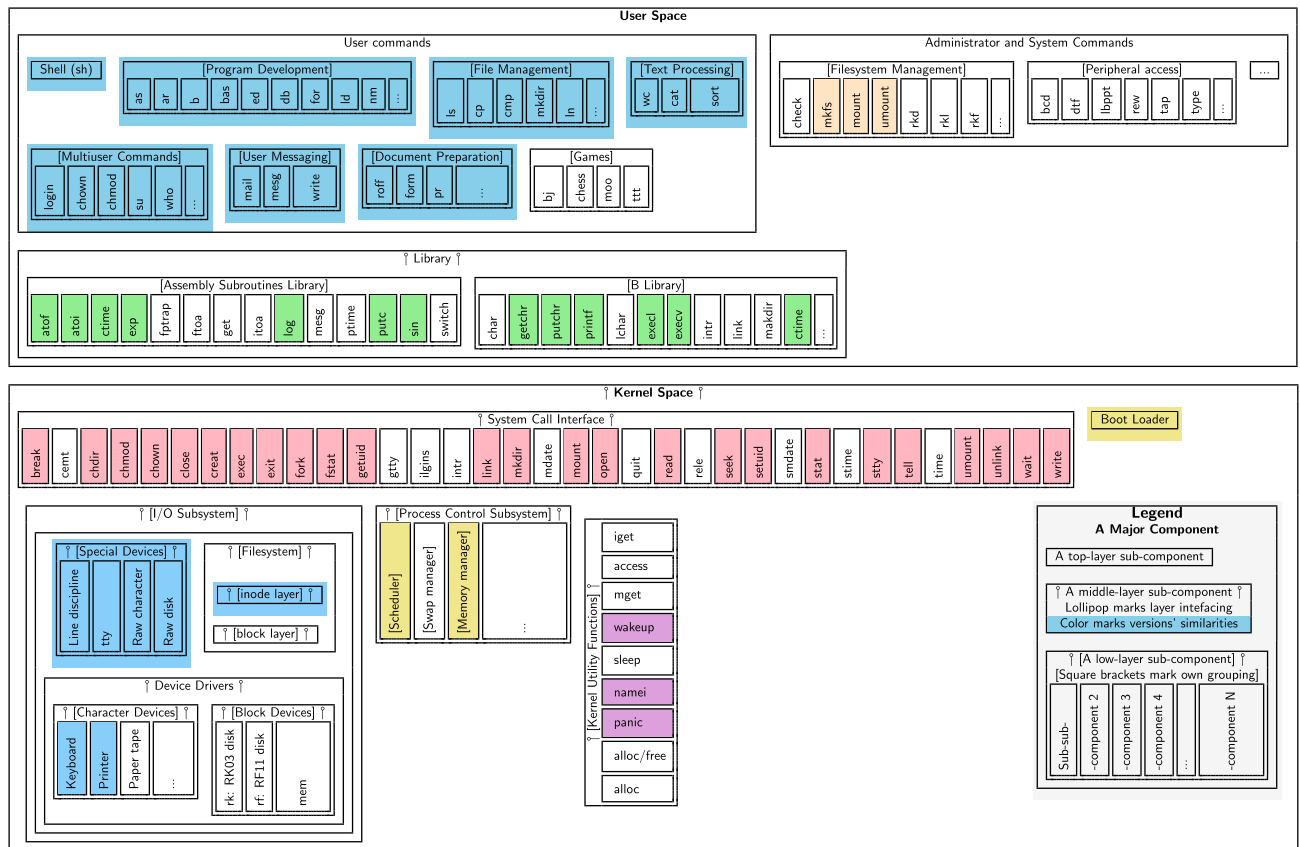 User Space
User commands
Shell (sh)
[Program Development]
as ar b bas ed db for ld nm ...
[File Management]
ls cp cmp mkdir ln ...
[Text Processing]
wc cat sort
[Multiuser Commands]
login chown chmod su who ...
[User Messaging]
mail mesg write
[Document Preparation]
roff form pr ...
[Games]
bj chess moo ttt
Administrator and System Commands
[Filesystem Management]
check mkfs mount umount rkd rkl rkf ...
[Peripheral access]
bcd dtf lbppt rew tap type ...
...
Library
[Assembly Subroutines Library]
atof atoi ctime exp fptrap ftoa get itoa log mesg ptime putc sin switch
[B Library]
char getchr putchr printf lchar execl execv intr link makdir ctime ...
Kernel Space
System Call Interface
break cemt chdir chmod chown close creat exec exit fork fstat getuid gtty ilgins intr link mkdir mdate mount open quit read rele seek setuid smdate stat stime stty tell time umount unlink wait write
Boot Loader
[I/O Subsystem]
[Special Devices]
Line discipline
tty
Raw character
Raw disk
[Filesystem]
[inode layer]
[block layer]
Device Drivers
[Character Devices]
Keyboard
Printer
Paper tape
...
[Block Devices]
rk: RK03 disk
rf: RF11 disk
mem
[Process Control Subsystem]
[Scheduler]
[Swap manager]
[Memory manager]
...
[Kernel Utility Functions]
iget
access
mget
wakeup
sleep
namei
panic
alloc/free
alloc
Legend
A Major Component
A top-layer sub-component
A middle-layer sub-component
Lollipop marks layer intefacing
Color marks versions' similarities
[A low-layer sub-component]
[Square brackets mark own grouping]
Sub-sub-
-component 2
-component 3
-component 4
...
-component N